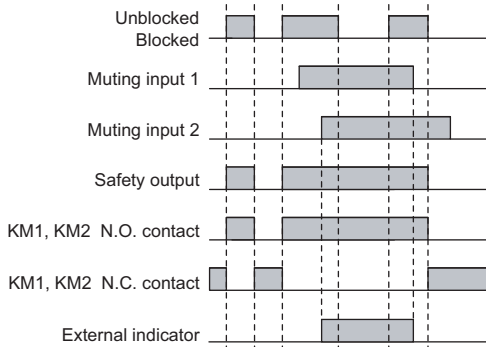 Unblocked
Blocked
Muting input 1
Muting input 2
Safety output
KM1, KM2 N.O. contact
KM1, KM2 N.C. contact
External indicator